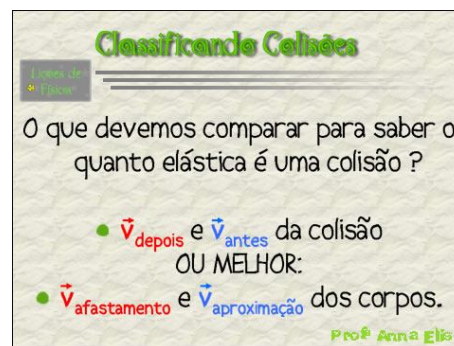 Classificando Colisões
Lições de
Física
O que devemos comparar para saber o
quanto elástica é uma colisão ?
v⃗depois e v⃗antes da colisão
OU MELHOR:
v⃗afastamento e v⃗aproximação dos corpos.
Profª Anna Elis